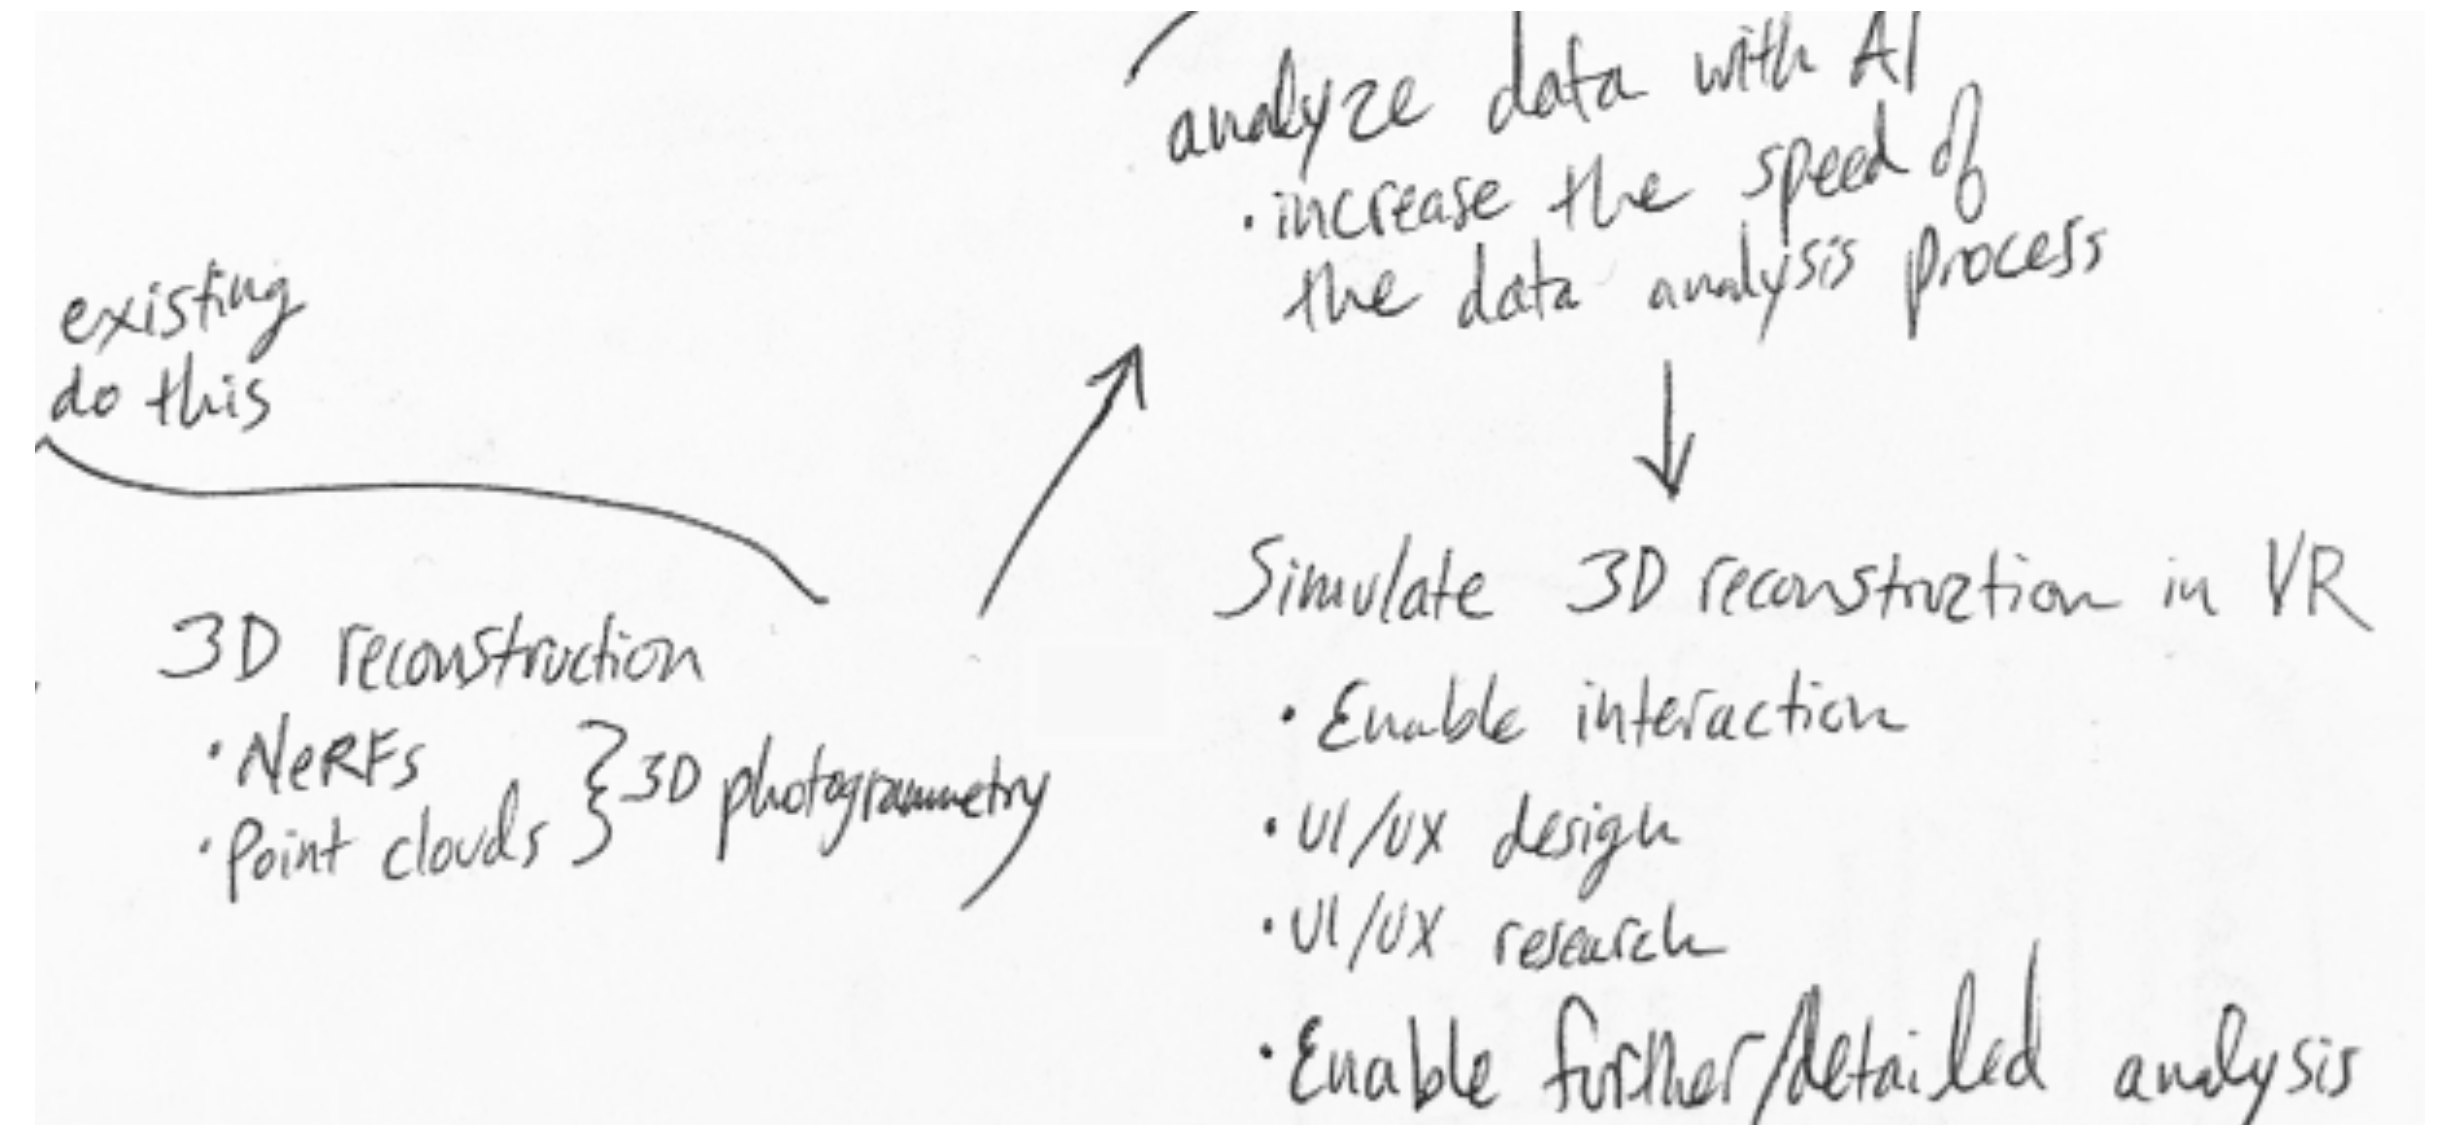 existing
do this
3D reconstruction
· NeRFs
· Point clouds } 3D photogrammetry
analyze data with AI
· increase the speed of
the data analysis process
Simulate 3D reconstruction in VR
· Enable interaction
· UI/UX design
· UI/UX research
· Enable further/detailed analysis